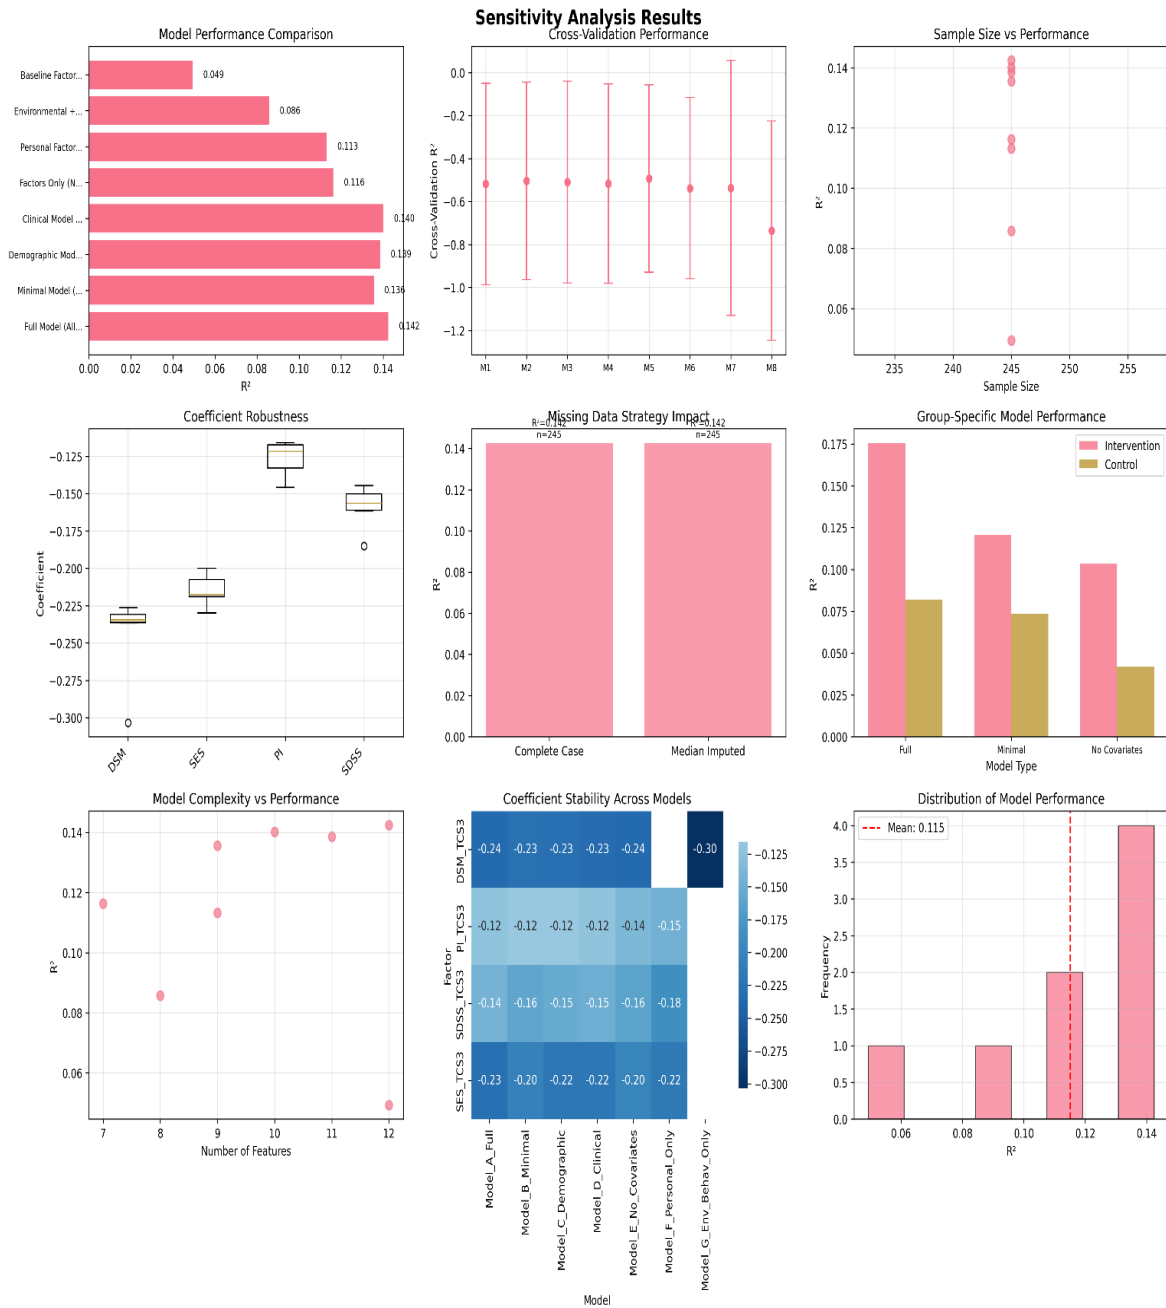 Sensitivity Analysis Results
Model Performance Comparison
Baseline Factor...
0.049
Environmental +...
0.086
Personal Factor...
0.113
Factors Only (N...
0.116
Clinical Model ...
0.140
Demographic Mod...
0.139
Minimal Model (...
0.136
Full Model (All...
0.142
0.00 0.02 0.04 0.06 0.08 0.10 0.12 0.14
R²
Cross-Validation Performance
Cross-Validation R²
0.0
−0.2
−0.4
−0.6
−0.8
−1.0
−1.2
M1 M2 M3 M4 M5 M6 M7 M8
Sample Size vs Performance
R²
0.14
0.12
0.10
0.08
0.06
235 240 245 250 255
Sample Size
Coefficient Robustness
Coefficient
−0.125
−0.150
−0.175
−0.200
−0.225
−0.250
−0.275
−0.300
DSM SES PI SDSS
Missing Data Strategy Impact
R²=0.142 R²=0.142
n=245 n=245
R²
0.14
0.12
0.10
0.08
0.06
0.04
0.02
0.00
Complete Case Median Imputed
Group-Specific Model Performance
Intervention
Control
R²
0.175
0.150
0.125
0.100
0.075
0.050
0.025
0.000
Full Minimal No Covariates
Model Type
Model Complexity vs Performance
R²
0.14
0.12
0.10
0.08
0.06
7 8 9 10 11 12
Number of Features
Coefficient Stability Across Models
Factor
DSM_TCS3
-0.24 -0.23 -0.23 -0.23 -0.24 -0.30
PI_TCS3
-0.12 -0.12 -0.12 -0.12 -0.14 -0.15
SDSS_TCS3
-0.14 -0.16 -0.15 -0.15 -0.16 -0.18
SES_TCS3
-0.23 -0.20 -0.22 -0.22 -0.20 -0.22
Model_A_Full
Model_B_Minimal
Model_C_Demographic
Model_D_Clinical
Model_E_No_Covariates
Model_F_Personal_Only
Model_G_Env_Behav_Only
Model
−0.125
−0.150
−0.175
−0.200
−0.225
−0.250
−0.275
−0.300
Distribution of Model Performance
Mean: 0.115
Frequency
4.0
3.5
3.0
2.5
2.0
1.5
1.0
0.5
0.0
0.06 0.08 0.10 0.12 0.14
R²